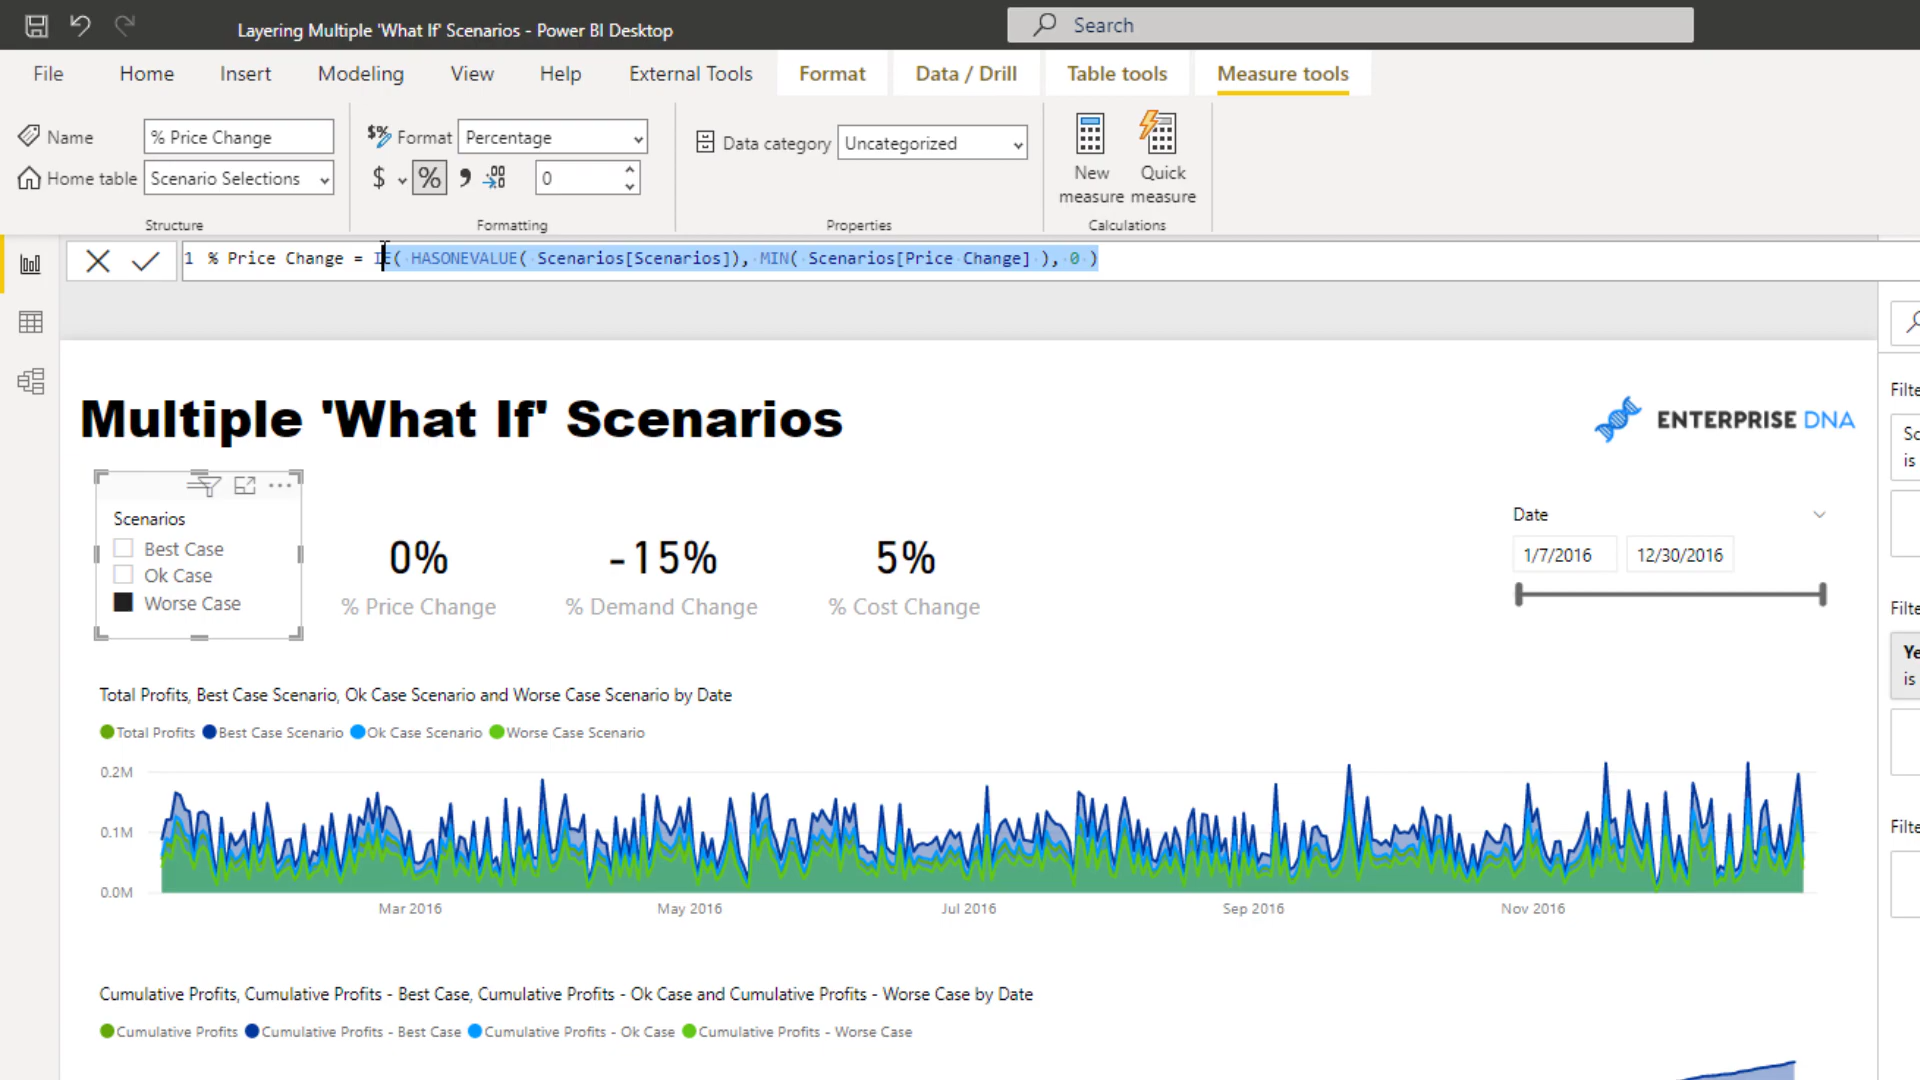 Layering Multiple 'What If' Scenarios - Power BI Desktop
Search
File Home Insert Modeling View Help External Tools Format Data / Drill Table tools Measure tools
Name % Price Change
Home table Scenario Selections
Structure
$% Format Percentage
$ % 0
Formatting
Data category Uncategorized
Properties
New measure
Quick measure
Calculations
1 % Price Change = IF( HASONEVALUE( Scenarios[Scenarios]), MIN( Scenarios[Price Change] ), 0 )
Multiple 'What If' Scenarios
ENTERPRISE DNA
Scenarios
Best Case
Ok Case
Worse Case
0%
% Price Change
-15%
% Demand Change
5%
% Cost Change
Date
1/7/2016 12/30/2016
Filte
Sc
is
Filte
Ye
is
Filte
Total Profits, Best Case Scenario, Ok Case Scenario and Worse Case Scenario by Date
Total Profits Best Case Scenario Ok Case Scenario Worse Case Scenario
0.2M
0.1M
0.0M
Mar 2016 May 2016 Jul 2016 Sep 2016 Nov 2016
Cumulative Profits, Cumulative Profits - Best Case, Cumulative Profits - Ok Case and Cumulative Profits - Worse Case by Date
Cumulative Profits Cumulative Profits - Best Case Cumulative Profits - Ok Case Cumulative Profits - Worse Case